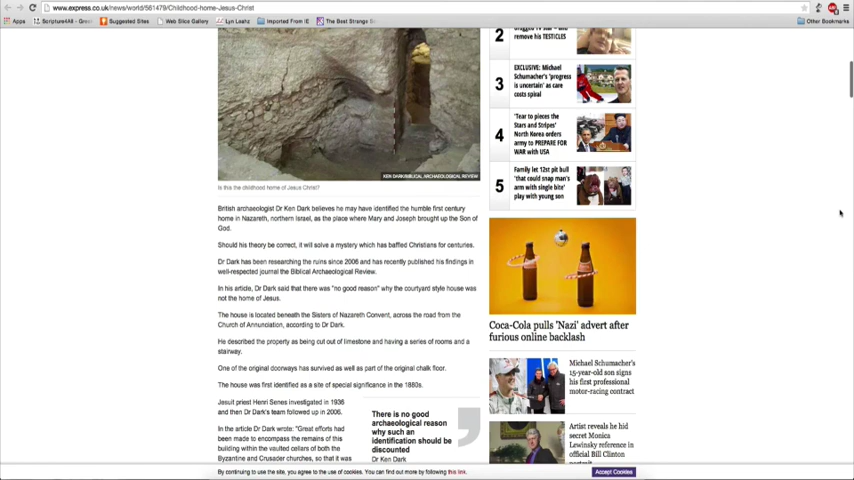 www.express.co.uk/news/world/561479/Childhood-home-Jesus-Christ
Apps
Scripture4All - Greek
Suggested Sites
Web Slice Gallery
Lyn Leahz
Imported From IE
The Best Strange S
Other Bookmarks
KEN DARK/BIBLICAL ARCHAEOLOGICAL REVIEW
Is this the childhood home of Jesus Christ?
British archaeologist Dr Ken Dark believes he may have identified the humble first century
home in Nazareth, northern Israel, as the place where Mary and Joseph brought up the Son of
God.
Should his theory be correct, it will solve a mystery which has baffled Christians for centuries.
Dr Dark has been researching the ruins since 2006 and has recently published his findings in
well-respected journal the Biblical Archaeological Review.
In his article, Dr Dark said that there was "no good reason" why the courtyard style house was
not the home of Jesus.
The house is located beneath the Sisters of Nazareth Convent, across the road from the
Church of Annunciation, according to Dr Dark.
He described the property as being cut out of limestone and having a series of rooms and a
stairway.
One of the original doorways has survived as well as part of the original chalk floor.
The house was first identified as a site of special significance in the 1880s.
Jesuit priest Henri Senes investigated in 1936
and then Dr Dark's team followed up in 2006.
In the article Dr Dark wrote: "Great efforts had
been made to encompass the remains of this
building within the vaulted cellars of both the
Byzantine and Crusader churches, so that it was
There is no good
archaeological reason
why such an
identification should be
discounted
Dr Ken Dark
2
remove his TESTICLES
3
EXCLUSIVE: Michael
Schumacher's 'progress
is uncertain' as care
costs spiral
4
'Tear to pieces the
Stars and Stripes'
North Korea orders
army to PREPARE FOR
WAR with USA
5
Family let 12st pit bull
'that could snap man's
arm with single bite'
play with young son
Coca-Cola pulls 'Nazi' advert after
furious online backlash
Michael Schumacher's
15-year-old son signs
his first professional
motor-racing contract
Artist reveals he hid
secret Monica
Lewinsky reference in
official Bill Clinton
portrait
By continuing to use the site, you agree to the use of cookies. You can find out more by following this link.
Accept Cookies